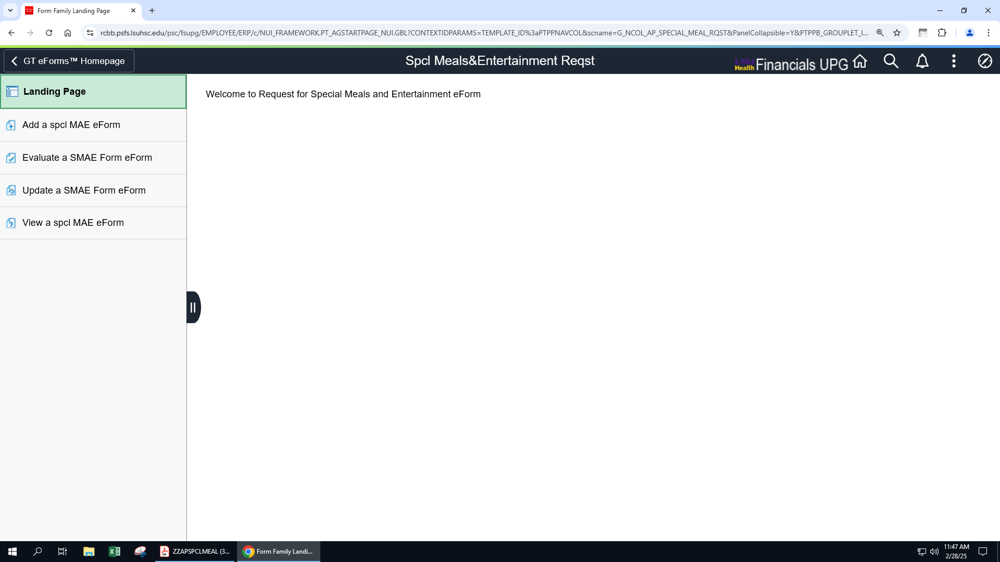 Form Family Landing Page
rcbb.psfs.lsuhsc.edu/psc/fsupg/EMPLOYEE/ERP/c/NUI_FRAMEWORK.PT_AGSTARTPAGE_NUI.GBL?CONTEXTIDPARAMS=TEMPLATE_ID%3aPTPPNAVCOL&scname=G_NCOL_AP_SPECIAL_MEAL_RQST&PanelCollapsible=Y&PTPPB_GROUPLET_I...
GT eForms™ Homepage
Spcl Meals&Entertainment Reqst
LSU Health Financials UPG
Landing Page
Welcome to Request for Special Meals and Entertainment eForm
Add a spcl MAE eForm
Evaluate a SMAE Form eForm
Update a SMAE Form eForm
View a spcl MAE eForm
ZZAPSPCLMEAL (3...
Form Family Landi...
11:47 AM
2/28/25